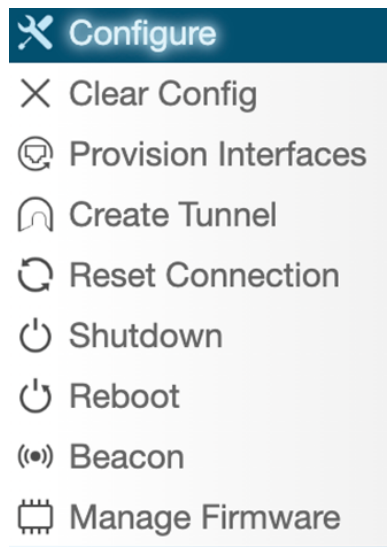 Configure
Clear Config
Provision Interfaces
Create Tunnel
Reset Connection
Shutdown
Reboot
Beacon
Manage Firmware